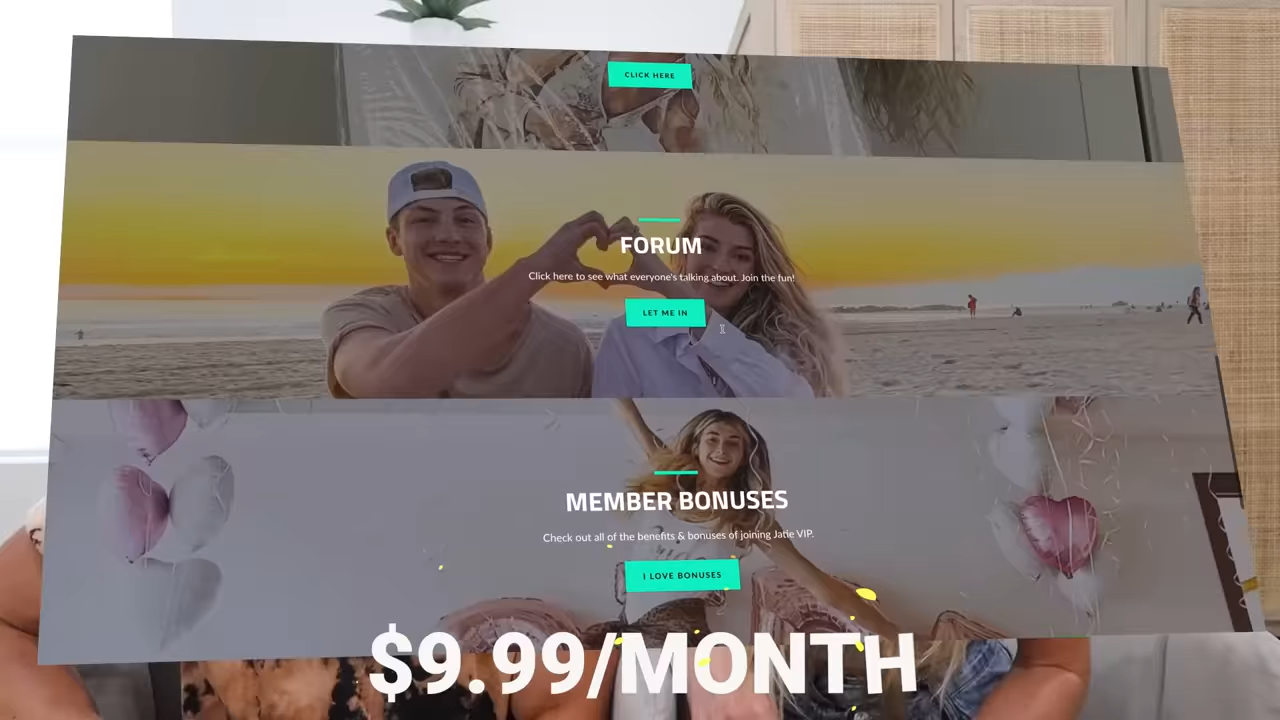 CLICK HERE
FORUM
Click here to see what everyone's talking about. Join the fun!
LET ME IN
MEMBER BONUSES
Check out all of the benefits & bonuses of joining Jatie VIP.
I LOVE BONUSES
$9.99/MONTH